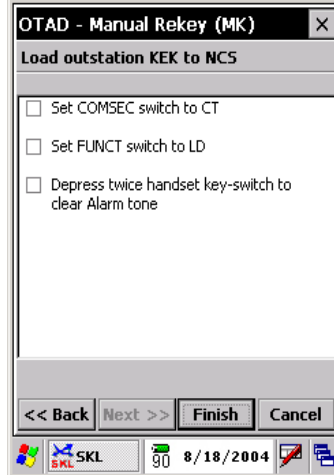 OTAD - Manual Rekey (MK) X
Load outstation KEK to NCS
Set COMSEC switch to CT
Set FUNCT switch to LD
Depress twice handset key-switch to
clear Alarm tone
<< Back Next >> Finish Cancel
SKL SKL 90 8/18/2004